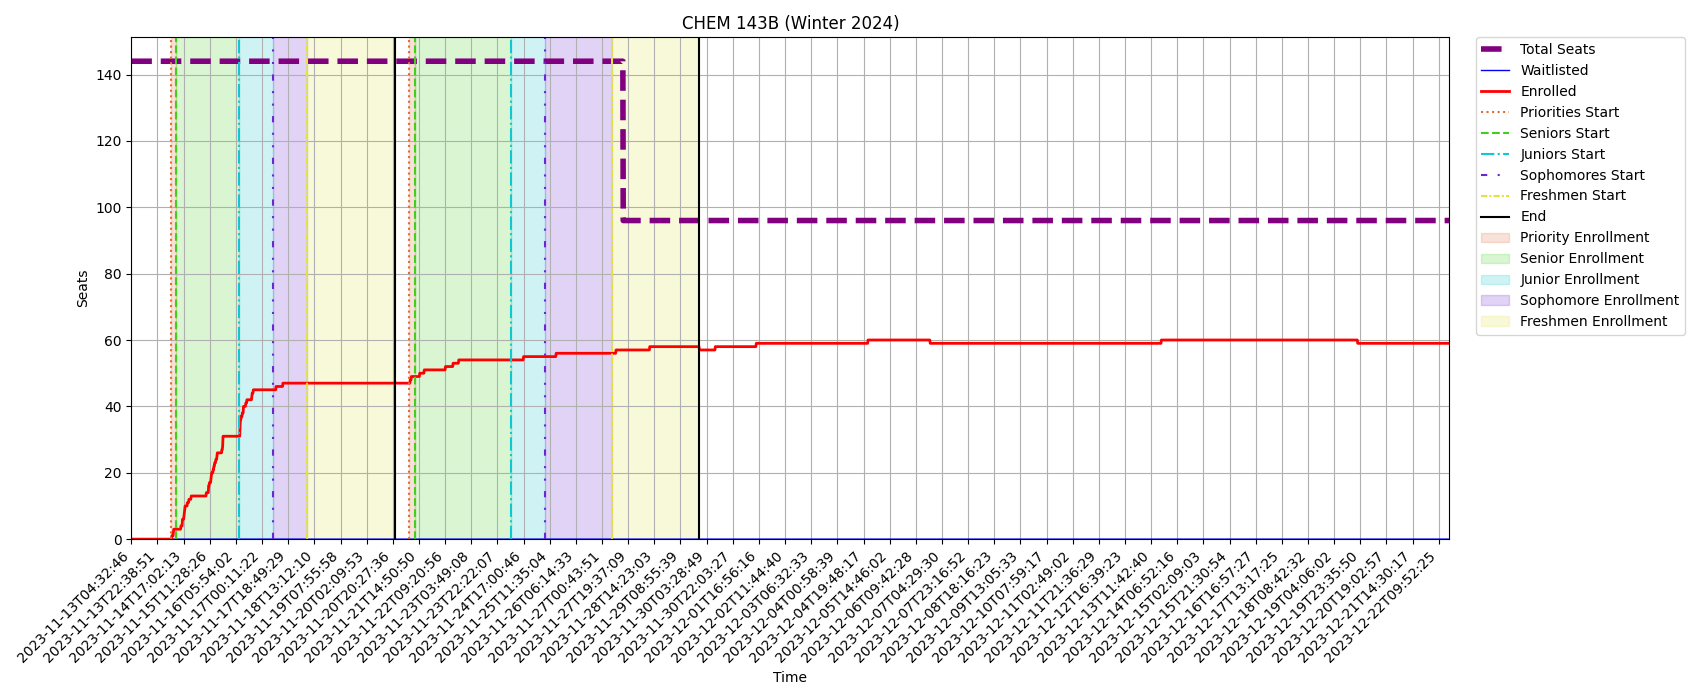 CHEM 143B (Winter 2024)
Seats
140
120
100
80
60
40
20
0
2023-11-13T04:32:46
2023-11-13T22:38:51
2023-11-14T17:02:13
2023-11-15T11:28:26
2023-11-16T05:54:02
2023-11-17T00:11:22
2023-11-17T18:49:29
2023-11-18T13:12:10
2023-11-19T07:55:58
2023-11-20T02:09:53
2023-11-20T20:27:36
2023-11-21T14:50:50
2023-11-22T09:20:56
2023-11-23T03:49:08
2023-11-23T22:22:07
2023-11-24T17:00:46
2023-11-25T11:35:04
2023-11-26T06:14:33
2023-11-27T00:43:51
2023-11-27T19:37:09
2023-11-28T14:23:03
2023-11-29T08:55:39
2023-11-30T03:28:49
2023-11-30T22:03:27
2023-12-01T16:56:16
2023-12-02T11:44:40
2023-12-03T06:32:33
2023-12-04T00:58:39
2023-12-04T19:48:17
2023-12-05T14:46:02
2023-12-06T09:42:28
2023-12-07T04:29:30
2023-12-07T23:16:52
2023-12-08T18:16:23
2023-12-09T13:05:33
2023-12-10T07:59:17
2023-12-11T02:49:02
2023-12-11T21:36:29
2023-12-12T16:39:23
2023-12-13T11:42:40
2023-12-14T06:52:16
2023-12-15T02:09:03
2023-12-15T21:30:54
2023-12-16T16:57:27
2023-12-17T13:17:25
2023-12-18T08:42:32
2023-12-19T04:06:02
2023-12-19T23:35:50
2023-12-20T19:02:57
2023-12-21T14:30:17
2023-12-22T09:52:25
Time
Total Seats
Waitlisted
Enrolled
Priorities Start
Seniors Start
Juniors Start
Sophomores Start
Freshmen Start
End
Priority Enrollment
Senior Enrollment
Junior Enrollment
Sophomore Enrollment
Freshmen Enrollment